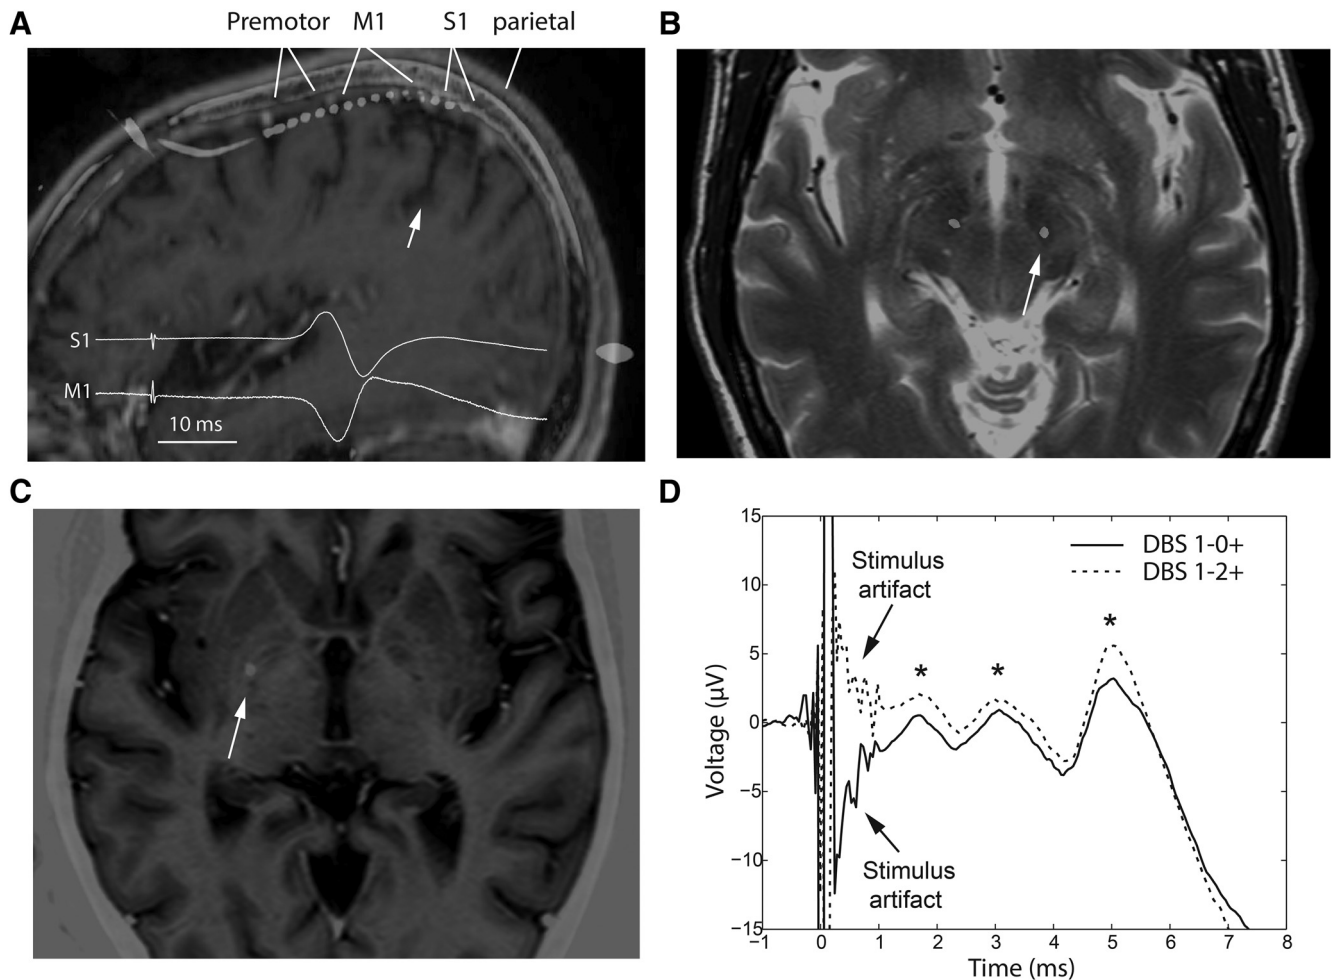 A
Premotor M1 S1 parietal
S1
M1
10 ms
B
C
D
15
10
5
0
−5
−10
−15
−1 0 1 2 3 4 5 6 7 8
Voltage (µV)
Time (ms)
DBS 1-0+
DBS 1-2+
Stimulus
artifact
* * *
Stimulus
artifact